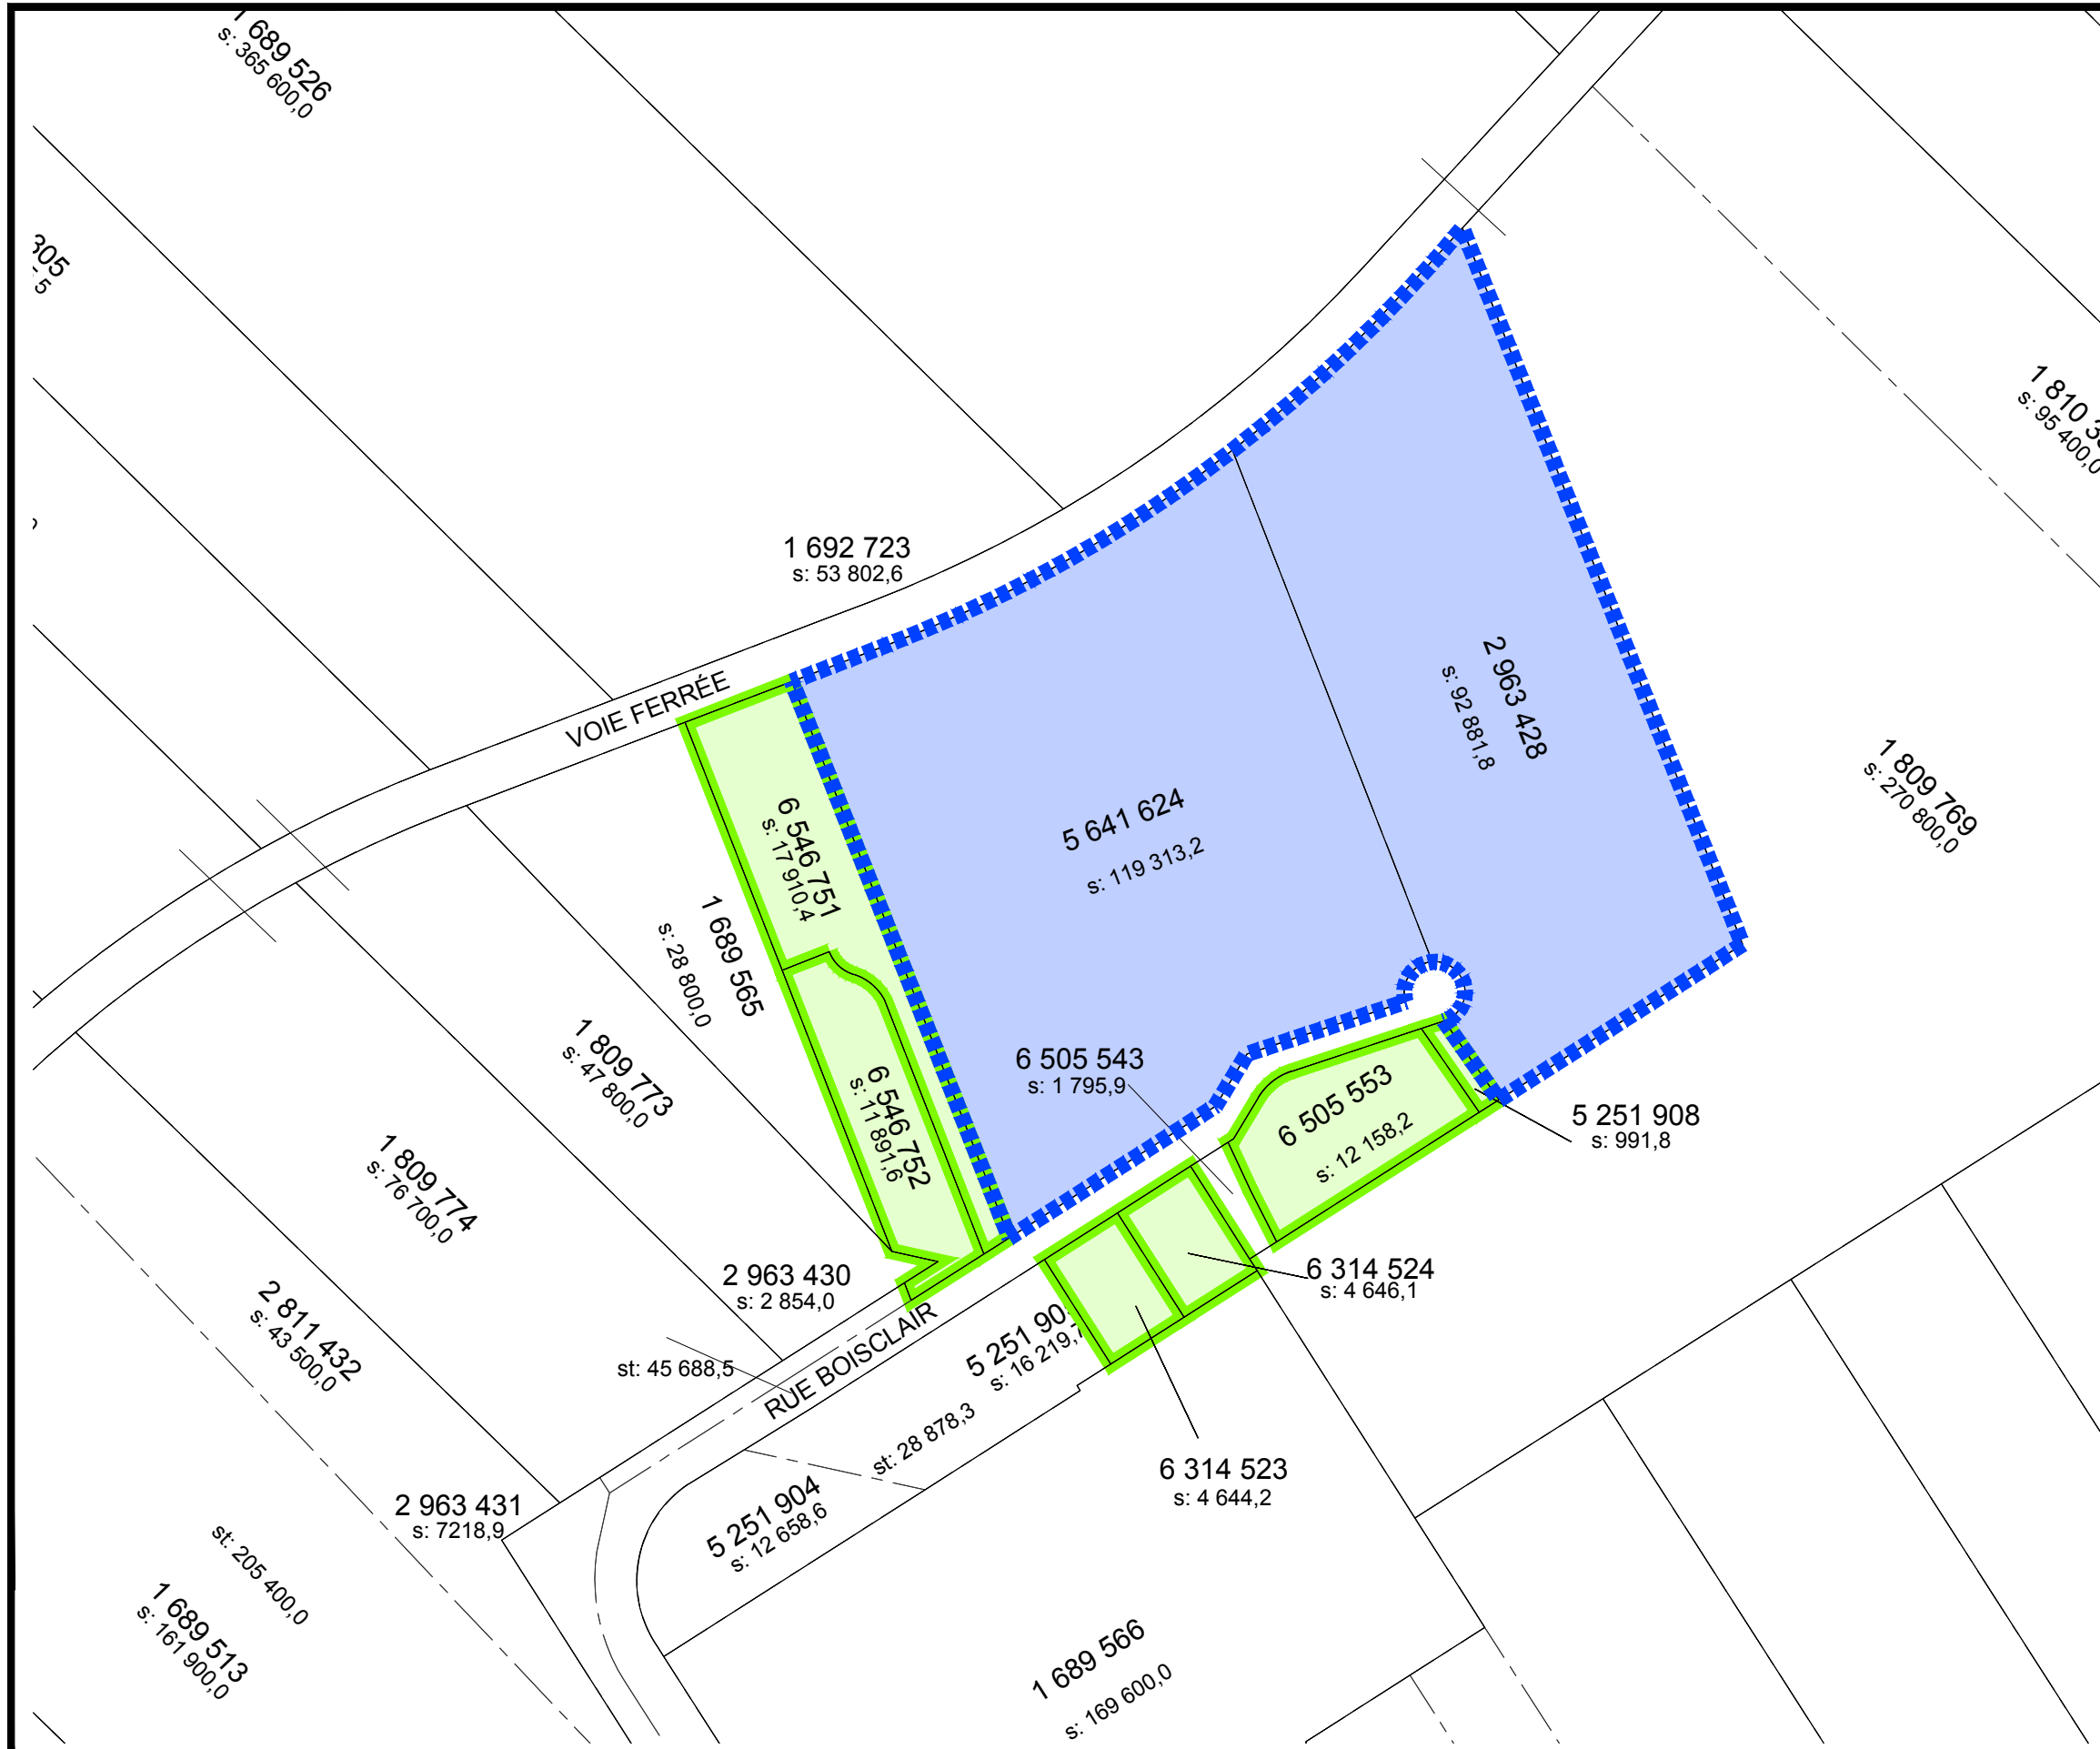 1 689 526
s: 365 600,0
305
1 810 3
s: 95 400,0
1 692 723
s: 53 802,6
VOIE FERRÉE
2 963 428
s: 92 881,8
1 809 769
s: 270 800,0
5 641 624
s: 119 313,2
6 546 751
s: 17 910,4
1 689 565
s: 28 800,0
1 809 773
s: 47 800,0
6 505 543
s: 1 795,9
6 546 752
s: 11 891,6
6 505 553
s: 12 158,2
5 251 908
s: 991,8
1 809 774
s: 76 700,0
2 963 430
s: 2 854,0
6 314 524
s: 4 646,1
2 811 432
s: 43 500,0
st: 45 688,5
RUE BOISCLAIR
5 251 90
s: 16 219,7
st: 28 878,3
6 314 523
s: 4 644,2
2 963 431
s: 7218,9
5 251 904
s: 12 658,6
st: 205 400,0
1 689 513
s: 161 900,0
1 689 566
s: 169 600,0